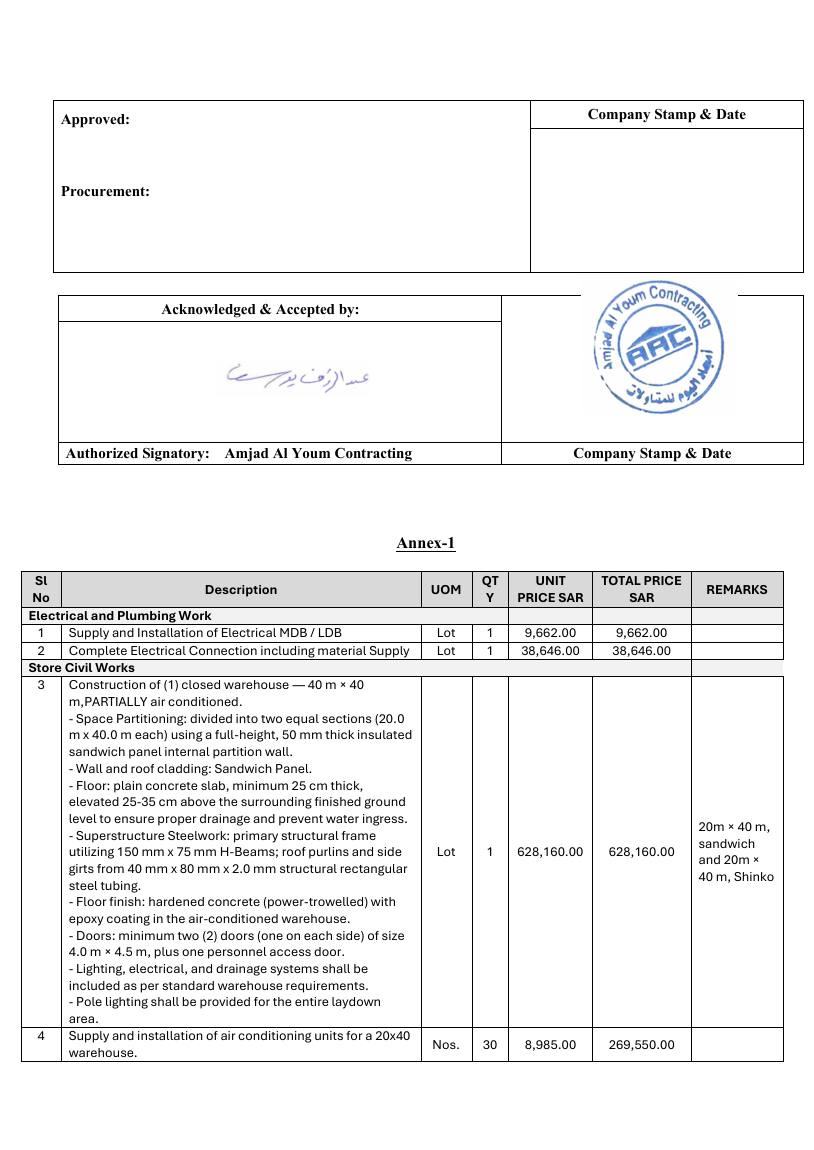 Approved:
Company Stamp & Date
Procurement:
Acknowledged & Accepted by:
Amjad Al Youm Contracting
AAC
امجاد اليوم للمقاولات
Authorized Signatory: Amjad Al Youm Contracting
Company Stamp & Date
Annex-1
Sl No Description UOM QTY UNIT PRICE SAR TOTAL PRICE SAR REMARKS
Electrical and Plumbing Work
1 Supply and Installation of Electrical MDB / LDB Lot 1 9,662.00 9,662.00
2 Complete Electrical Connection including material Supply Lot 1 38,646.00 38,646.00
Store Civil Works
3 Construction of (1) closed warehouse — 40 m × 40
m,PARTIALLY air conditioned.
- Space Partitioning: divided into two equal sections (20.0
m x 40.0 m each) using a full-height, 50 mm thick insulated
sandwich panel internal partition wall.
- Wall and roof cladding: Sandwich Panel.
- Floor: plain concrete slab, minimum 25 cm thick,
elevated 25-35 cm above the surrounding finished ground
level to ensure proper drainage and prevent water ingress.
- Superstructure Steelwork: primary structural frame
utilizing 150 mm x 75 mm H-Beams; roof purlins and side
girts from 40 mm x 80 mm x 2.0 mm structural rectangular
steel tubing.
- Floor finish: hardened concrete (power-trowelled) with
epoxy coating in the air-conditioned warehouse.
- Doors: minimum two (2) doors (one on each side) of size
4.0 m × 4.5 m, plus one personnel access door.
- Lighting, electrical, and drainage systems shall be
included as per standard warehouse requirements.
- Pole lighting shall be provided for the entire laydown
area.
Lot 1 628,160.00 628,160.00
20m × 40 m,
sandwich
and 20m ×
40 m, Shinko
4 Supply and installation of air conditioning units for a 20x40
warehouse.
Nos. 30 8,985.00 269,550.00